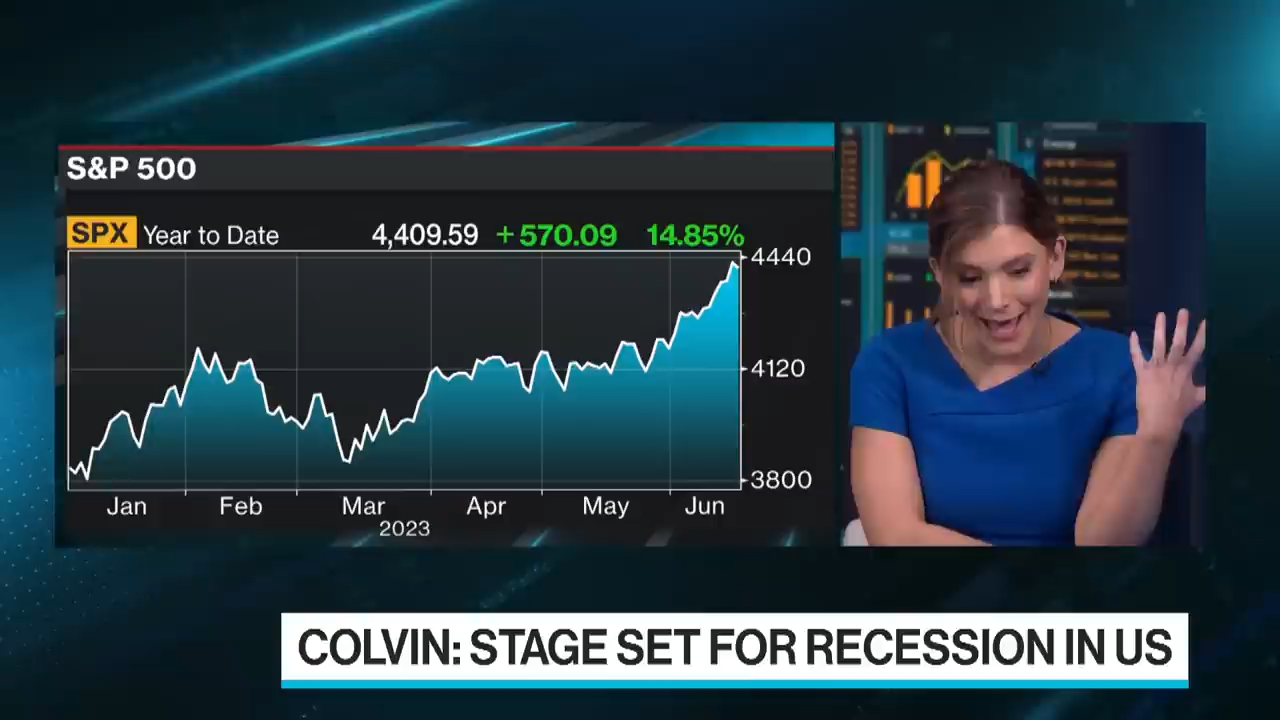 S&P 500
SPX Year to Date 4,409.59 +570.09 14.85%
4440
4120
3800
Jan Feb Mar Apr May Jun
2023
COLVIN: STAGE SET FOR RECESSION IN US